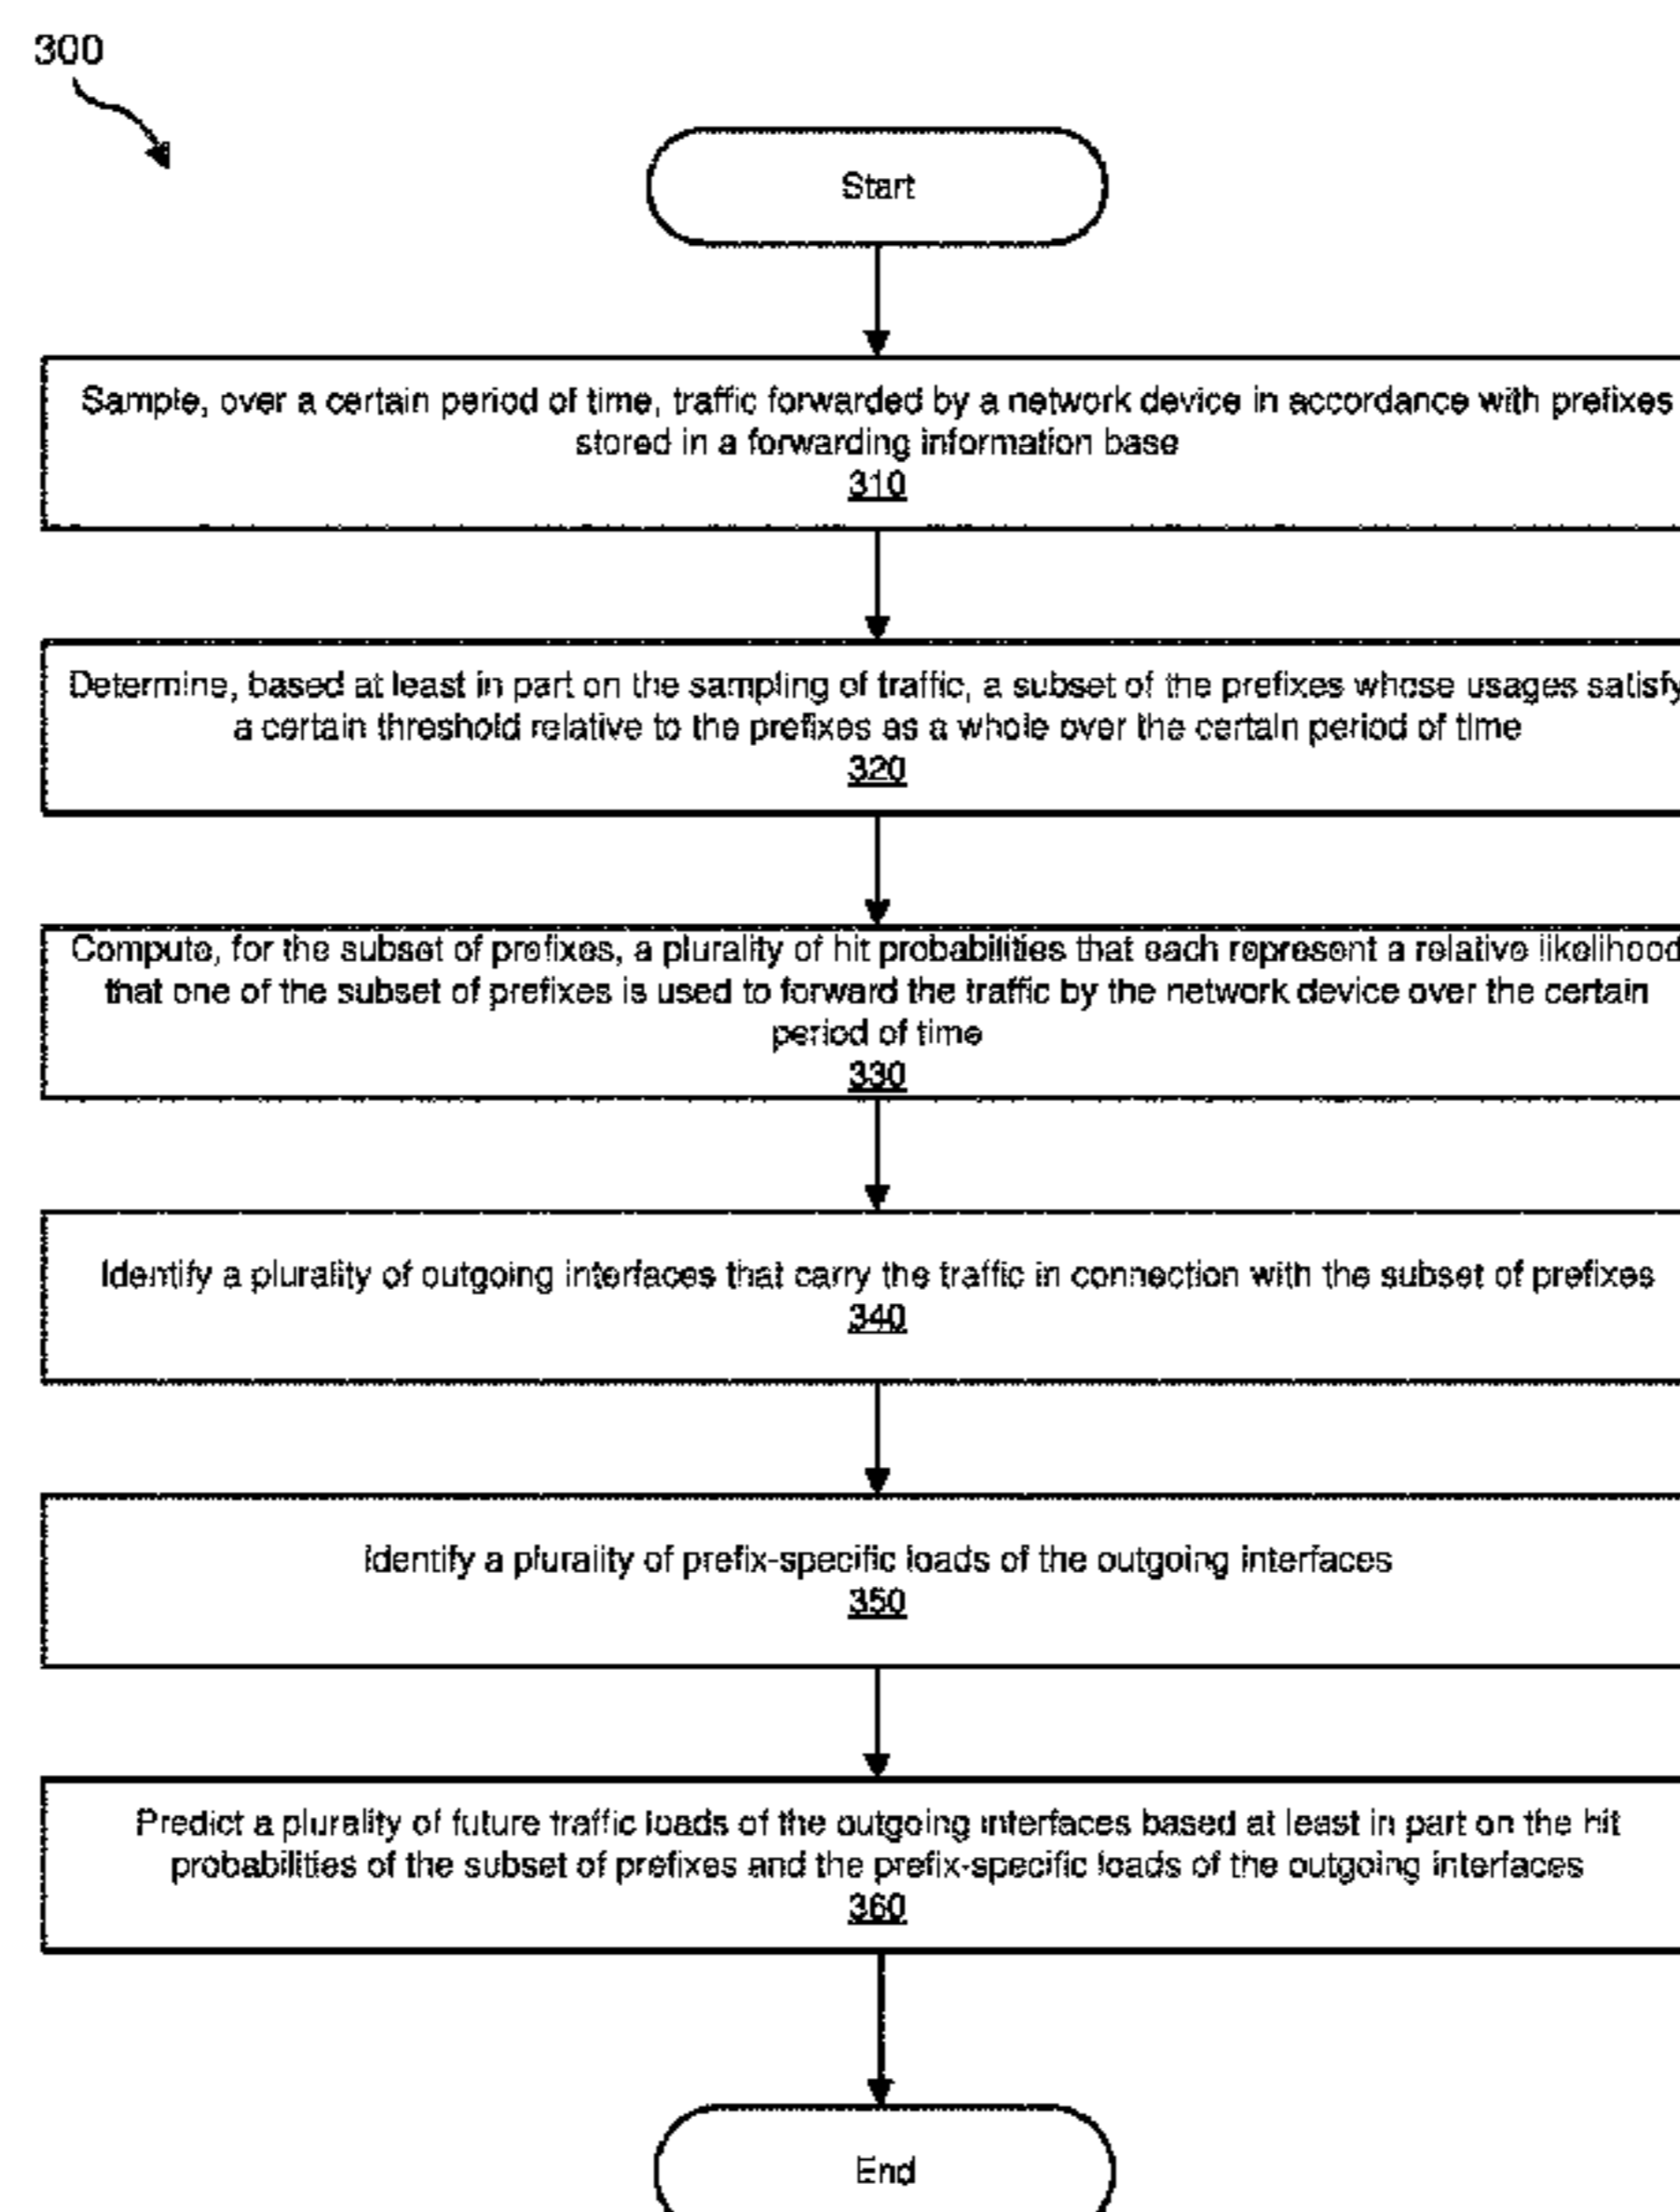 300
Start
Sample, over a certain period of time, traffic forwarded by a network device in accordance with prefixes
stored in a forwarding information base
310
Determine, based at least in part on the sampling of traffic, a subset of the prefixes whose usages satisfy
a certain threshold relative to the prefixes as a whole over the certain period of time
320
Compute, for the subset of prefixes, a plurality of hit probabilities that each represent a relative likelihood
that one of the subset of prefixes is used to forward the traffic by the network device over the certain
period of time
330
Identify a plurality of outgoing interfaces that carry the traffic in connection with the subset of prefixes
340
Identify a plurality of prefix-specific loads of the outgoing interfaces
350
Predict a plurality of future traffic loads of the outgoing interfaces based at least in part on the hit
probabilities of the subset of prefixes and the prefix-specific loads of the outgoing interfaces
360
End